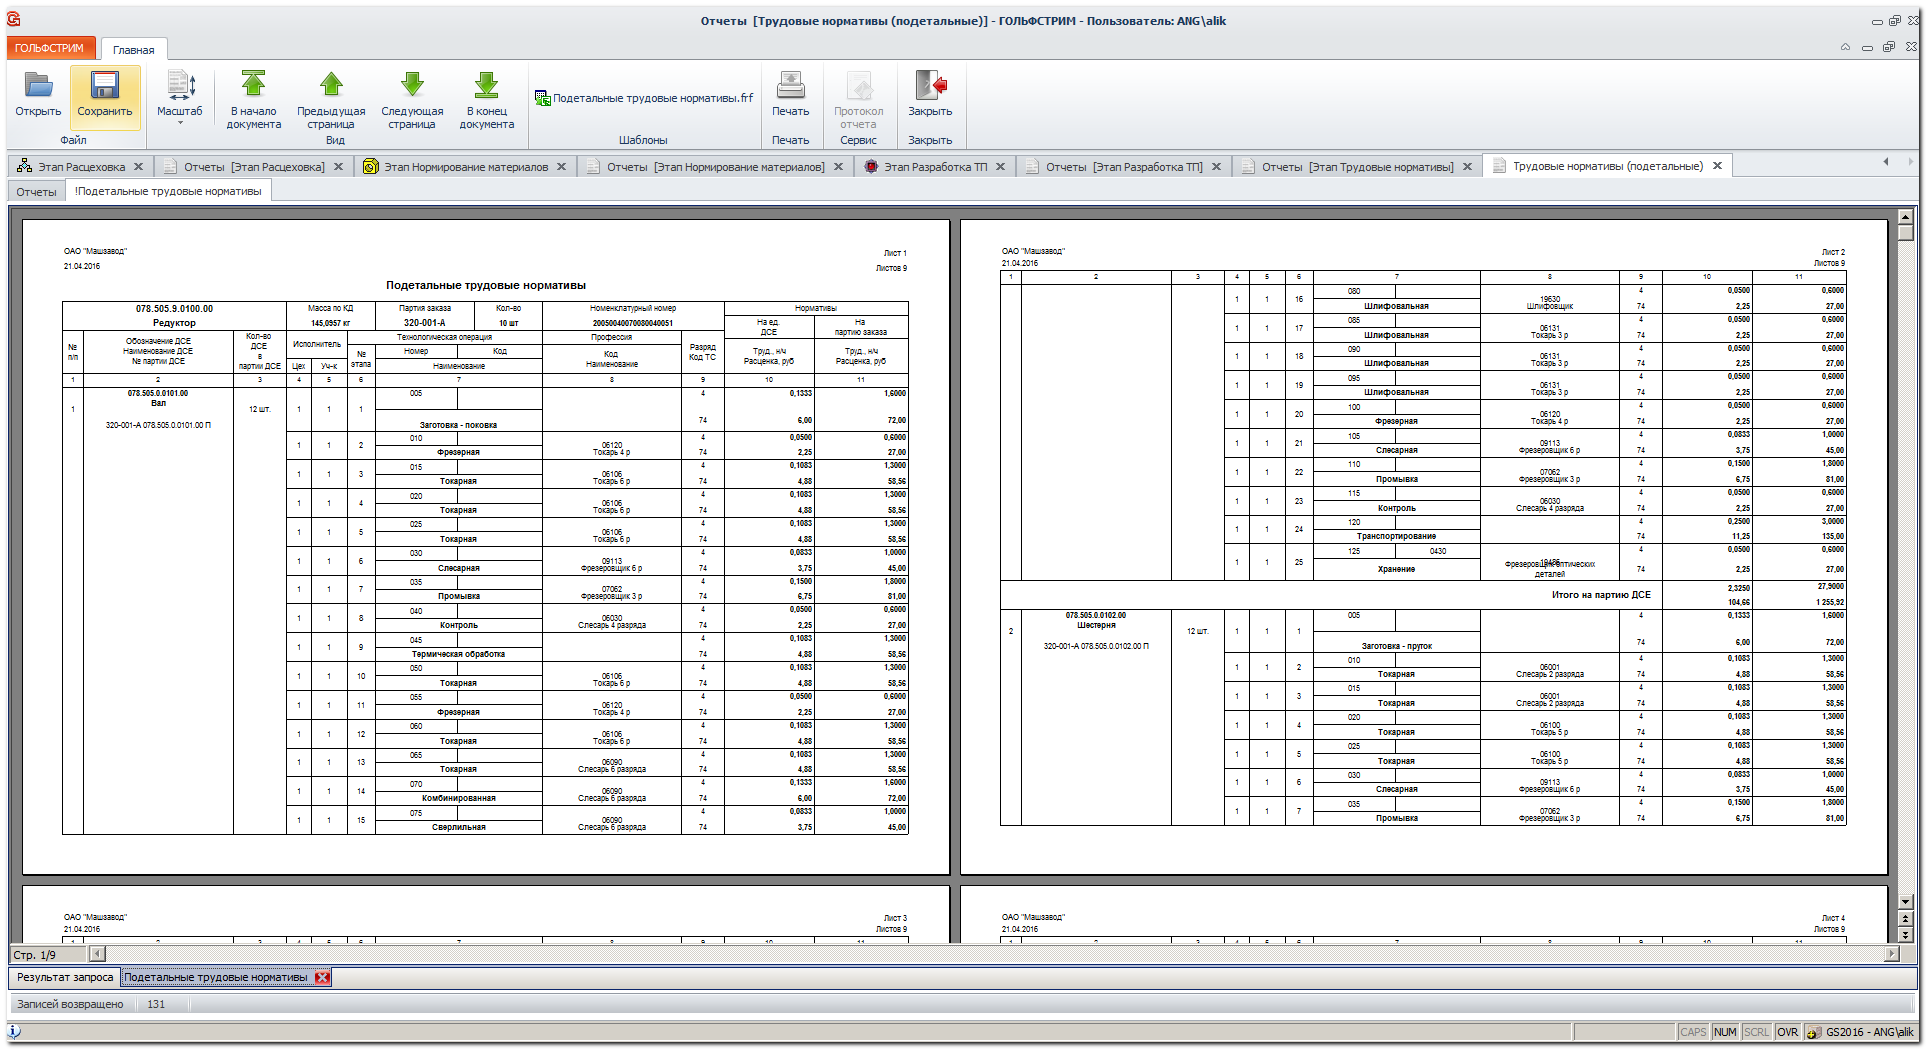 Отчеты [Трудовые нормативы (подетальные)] - ГОЛЬФСТРИМ - Пользователь: ANG\alik
ГОЛЬФСТРИМ Главная
Открыть Сохранить Масштаб В начало документа Предыдущая страница Следующая страница В конец документа Подетальные трудовые нормативы.frf Печать Протокол отчета Закрыть
Файл Вид Шаблоны Печать Сервис Закрыть
Этап Расцеховка Отчеты [Этап Расцеховка] Этап Нормирование материалов Отчеты [Этап Нормирование материалов] Этап Разработка ТП Отчеты [Этап Разработка ТП] Отчеты [Этап Трудовые нормативы] Трудовые нормативы (подетальные)
Отчеты !Подетальные трудовые нормативы
ОАО "Машзавод" Лист 1
21.04.2016 Листов 9
Подетальные трудовые нормативы
078.505.9.0100.00 Масса по КД Партия заказа Кол-во Номенклатурный номер Нормативы
Редуктор 145,0957 кг 320-001-А 10 шт 20050040070080040051 На ед. ДСЕ На партию заказа
№ п/п Обозначение ДСЕ Наименование ДСЕ № партии ДСЕ Кол-во ДСЕ в партии ДСЕ Исполнитель Цех Уч-к № этапа Технологическая операция Номер Код Наименование Профессия Код Наименование Разряд Код ТС Труд., н/ч Расценка, руб Труд., н/ч Расценка, руб
1 2 3 4 5 6 7 8 9 10 11
1 078.505.0.0101.00 Вал 320-001-А 078.505.0.0101.00 П 12 шт. 1 1 1 005 Заготовка - поковка 4 74 0,1333 6,00 1,6000 72,00
1 1 2 010 Фрезерная 06120 Токарь 4 р 4 74 0,0500 2,25 0,6000 27,00
1 1 3 015 Токарная 06106 Токарь 6 р 4 74 0,1083 4,88 1,3000 58,56
1 1 4 020 Токарная 06106 Токарь 6 р 4 74 0,1083 4,88 1,3000 58,56
1 1 5 025 Токарная 06106 Токарь 6 р 4 74 0,1083 4,88 1,3000 58,56
1 1 6 030 Слесарная 09113 Фрезеровщик 6 р 4 74 0,0833 3,75 1,0000 45,00
1 1 7 035 Промывка 07062 Фрезеровщик 3 р 4 74 0,1500 6,75 1,8000 81,00
1 1 8 040 Контроль 06030 Слесарь 4 разряда 4 74 0,0500 2,25 0,6000 27,00
1 1 9 045 Термическая обработка 4 74 0,1083 4,88 1,3000 58,56
1 1 10 050 Токарная 06106 Токарь 6 р 4 74 0,1083 4,88 1,3000 58,56
1 1 11 055 Фрезерная 06120 Токарь 4 р 4 74 0,0500 2,25 0,6000 27,00
1 1 12 060 Токарная 06106 Токарь 6 р 4 74 0,1083 4,88 1,3000 58,56
1 1 13 065 Токарная 06090 Слесарь 6 разряда 4 74 0,1083 4,88 1,3000 58,56
1 1 14 070 Комбинированная 06090 Слесарь 6 разряда 4 74 0,1333 6,00 1,6000 72,00
1 1 15 075 Сверлильная 06090 Слесарь 6 разряда 4 74 0,0833 3,75 1,0000 45,00
ОАО "Машзавод" Лист 2
21.04.2016 Листов 9
1 2 3 4 5 6 7 8 9 10 11
1 1 16 080 Шлифовальная 19630 Шлифовщик 4 74 0,0500 2,25 0,6000 27,00
1 1 17 085 Шлифовальная 06131 Токарь 3 р 4 74 0,0500 2,25 0,6000 27,00
1 1 18 090 Шлифовальная 06131 Токарь 3 р 4 74 0,0500 2,25 0,6000 27,00
1 1 19 095 Шлифовальная 06131 Токарь 3 р 4 74 0,0500 2,25 0,6000 27,00
1 1 20 100 Фрезерная 06120 Токарь 4 р 4 74 0,0500 2,25 0,6000 27,00
1 1 21 105 Слесарная 09113 Фрезеровщик 6 р 4 74 0,0833 3,75 1,0000 45,00
1 1 22 110 Промывка 07062 Фрезеровщик 3 р 4 74 0,1500 6,75 1,8000 81,00
1 1 23 115 Контроль 06030 Слесарь 4 разряда 4 74 0,0500 2,25 0,6000 27,00
1 1 24 120 Транспортирование 4 74 0,2500 11,25 3,0000 135,00
1 1 25 125 0430 Хранение Фрезеровщик оптических деталей 4 74 0,0500 2,25 0,6000 27,00
Итого на партию ДСЕ 2,3250 104,66 27,9000 1 255,92
2 078.505.0.0102.00 Шестерня 320-001-А 078.505.0.0102.00 П 12 шт. 1 1 1 005 Заготовка - пруток 4 74 0,1333 6,00 1,6000 72,00
1 1 2 010 Токарная 06001 Слесарь 2 разряда 4 74 0,1083 4,88 1,3000 58,56
1 1 3 015 Токарная 06001 Слесарь 2 разряда 4 74 0,1083 4,88 1,3000 58,56
1 1 4 020 Токарная 06100 Токарь 5 р 4 74 0,1083 4,88 1,3000 58,56
1 1 5 025 Токарная 06100 Токарь 5 р 4 74 0,1083 4,88 1,3000 58,56
1 1 6 030 Слесарная 09113 Фрезеровщик 6 р 4 74 0,0833 3,75 1,0000 45,00
1 1 7 035 Промывка 07062 Фрезеровщик 3 р 4 74 0,1500 6,75 1,8000 81,00
ОАО "Машзавод" Лист 3
21.04.2016 Листов 9
ОАО "Машзавод" Лист 4
21.04.2016 Листов 9
Стр. 1/9
Результат запроса Подетальные трудовые нормативы
Записей возвращено 131
CAPS NUM SCRL OVR GS2016 - ANG\alik